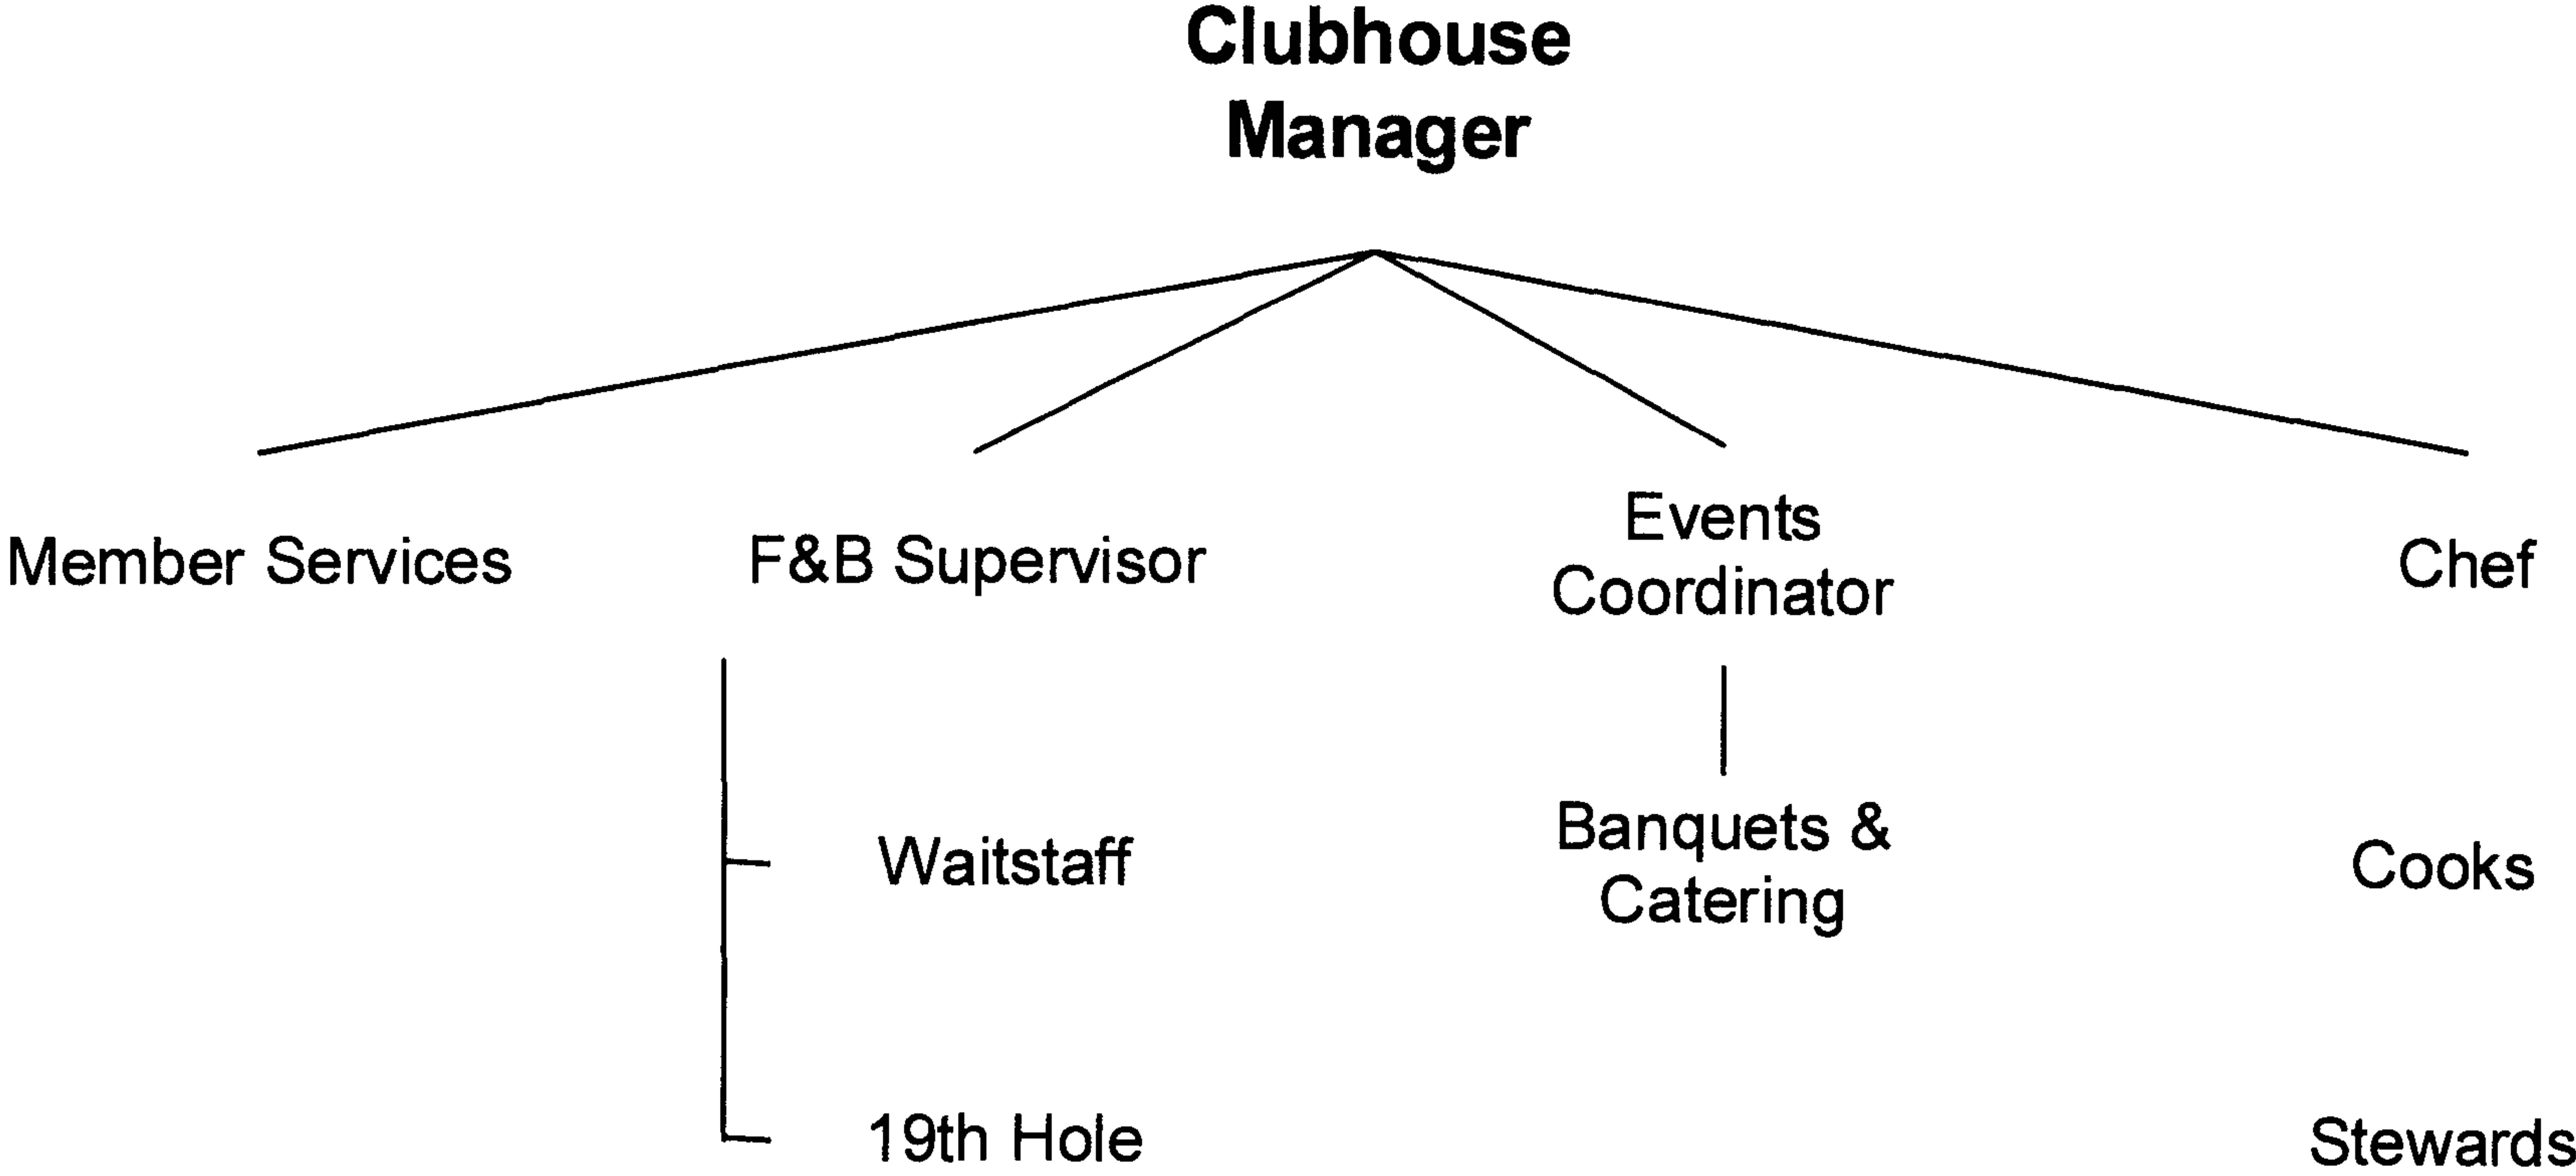 Clubhouse
Manager
Member Services
F&B Supervisor
Events
Coordinator
Chef
Waitstaff
Banquets &
Catering
Cooks
19th Hole
Stewards